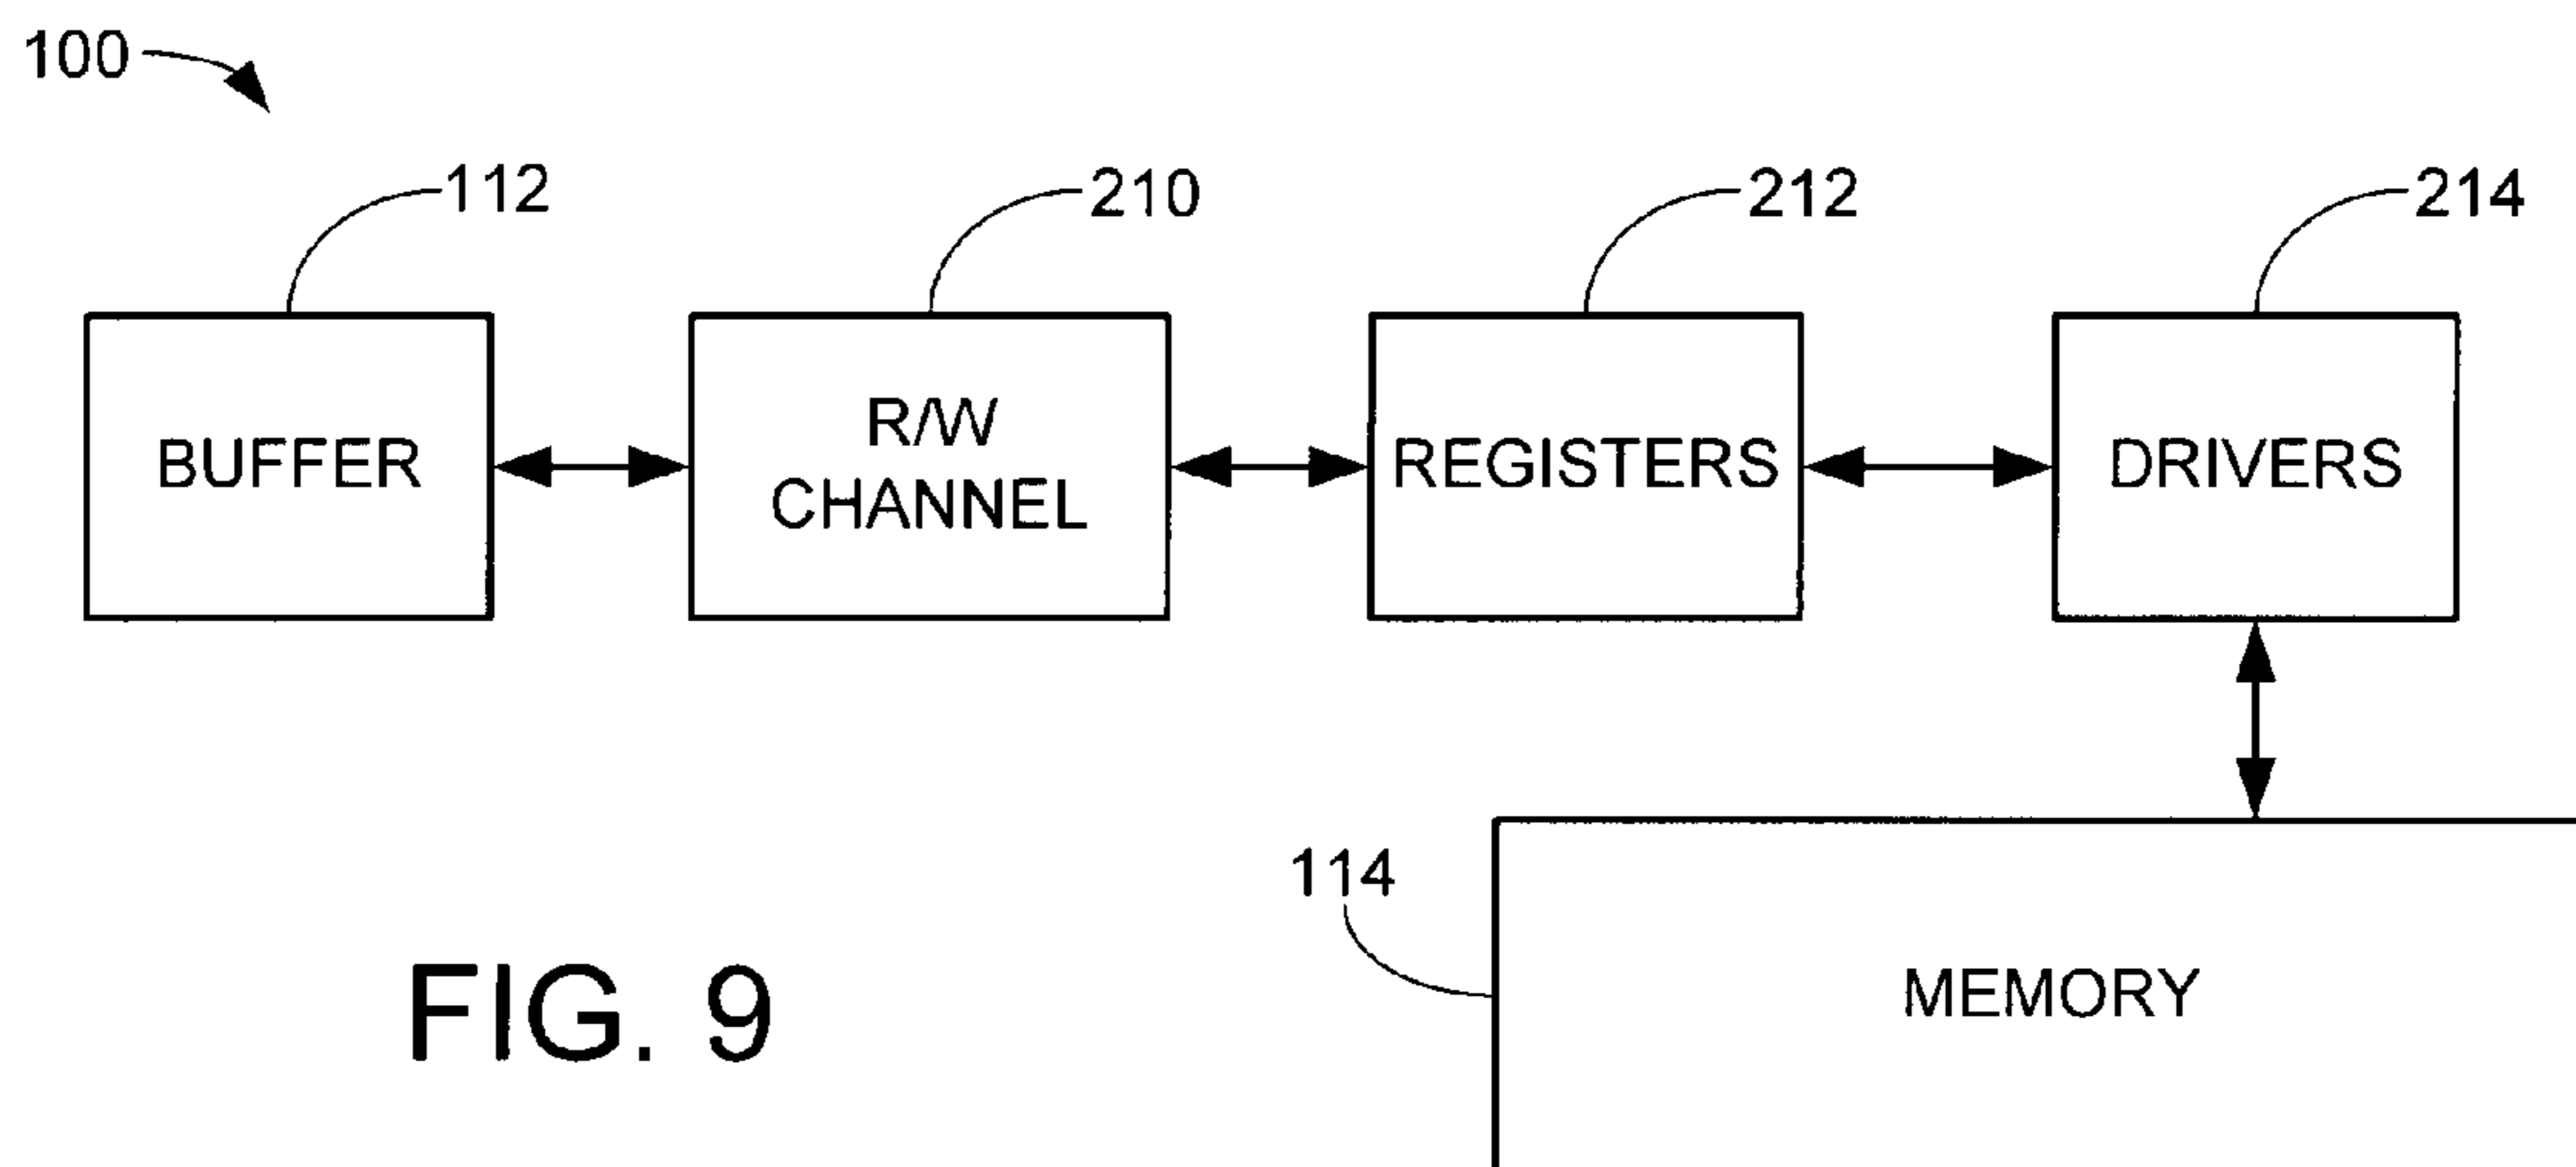 100
112
210
212
214
BUFFER
R/W
CHANNEL
REGISTERS
DRIVERS
114
MEMORY
FIG. 9